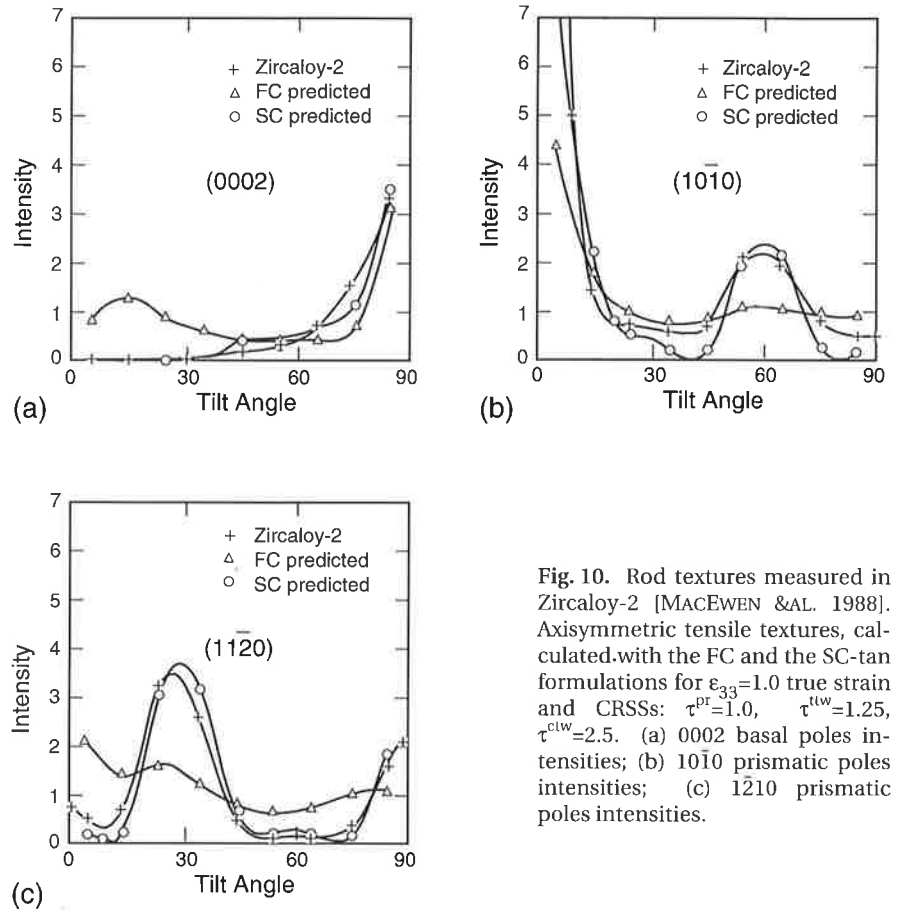 7
6
5
4
3
2
1
0
Intensity
+ Zircaloy-2
△ FC predicted
○ SC predicted
(0002)
0 30 60 90
Tilt Angle
(a)
7
6
5
4
3
2
1
0
Intensity
+ Zircaloy-2
△ FC predicted
○ SC predicted
(101̄0)
0 30 60 90
Tilt Angle
(b)
7
6
5
4
3
2
1
0
Intensity
+ Zircaloy-2
△ FC predicted
○ SC predicted
(112̄0)
0 30 60 90
Tilt Angle
(c)
Fig. 10. Rod textures measured in
Zircaloy-2 [MACEWEN &AL. 1988].
Axisymmetric tensile textures, cal-
culated.with the FC and the SC-tan
formulations for ε₃₃=1.0 true strain
and CRSSs: τᵖʳ=1.0, τᵗᵗʷ=1.25,
τᶜᵗʷ=2.5. (a) 0002 basal poles in-
tensities; (b) 101̄0 prismatic poles
intensities; (c) 12̄10 prismatic
poles intensities.